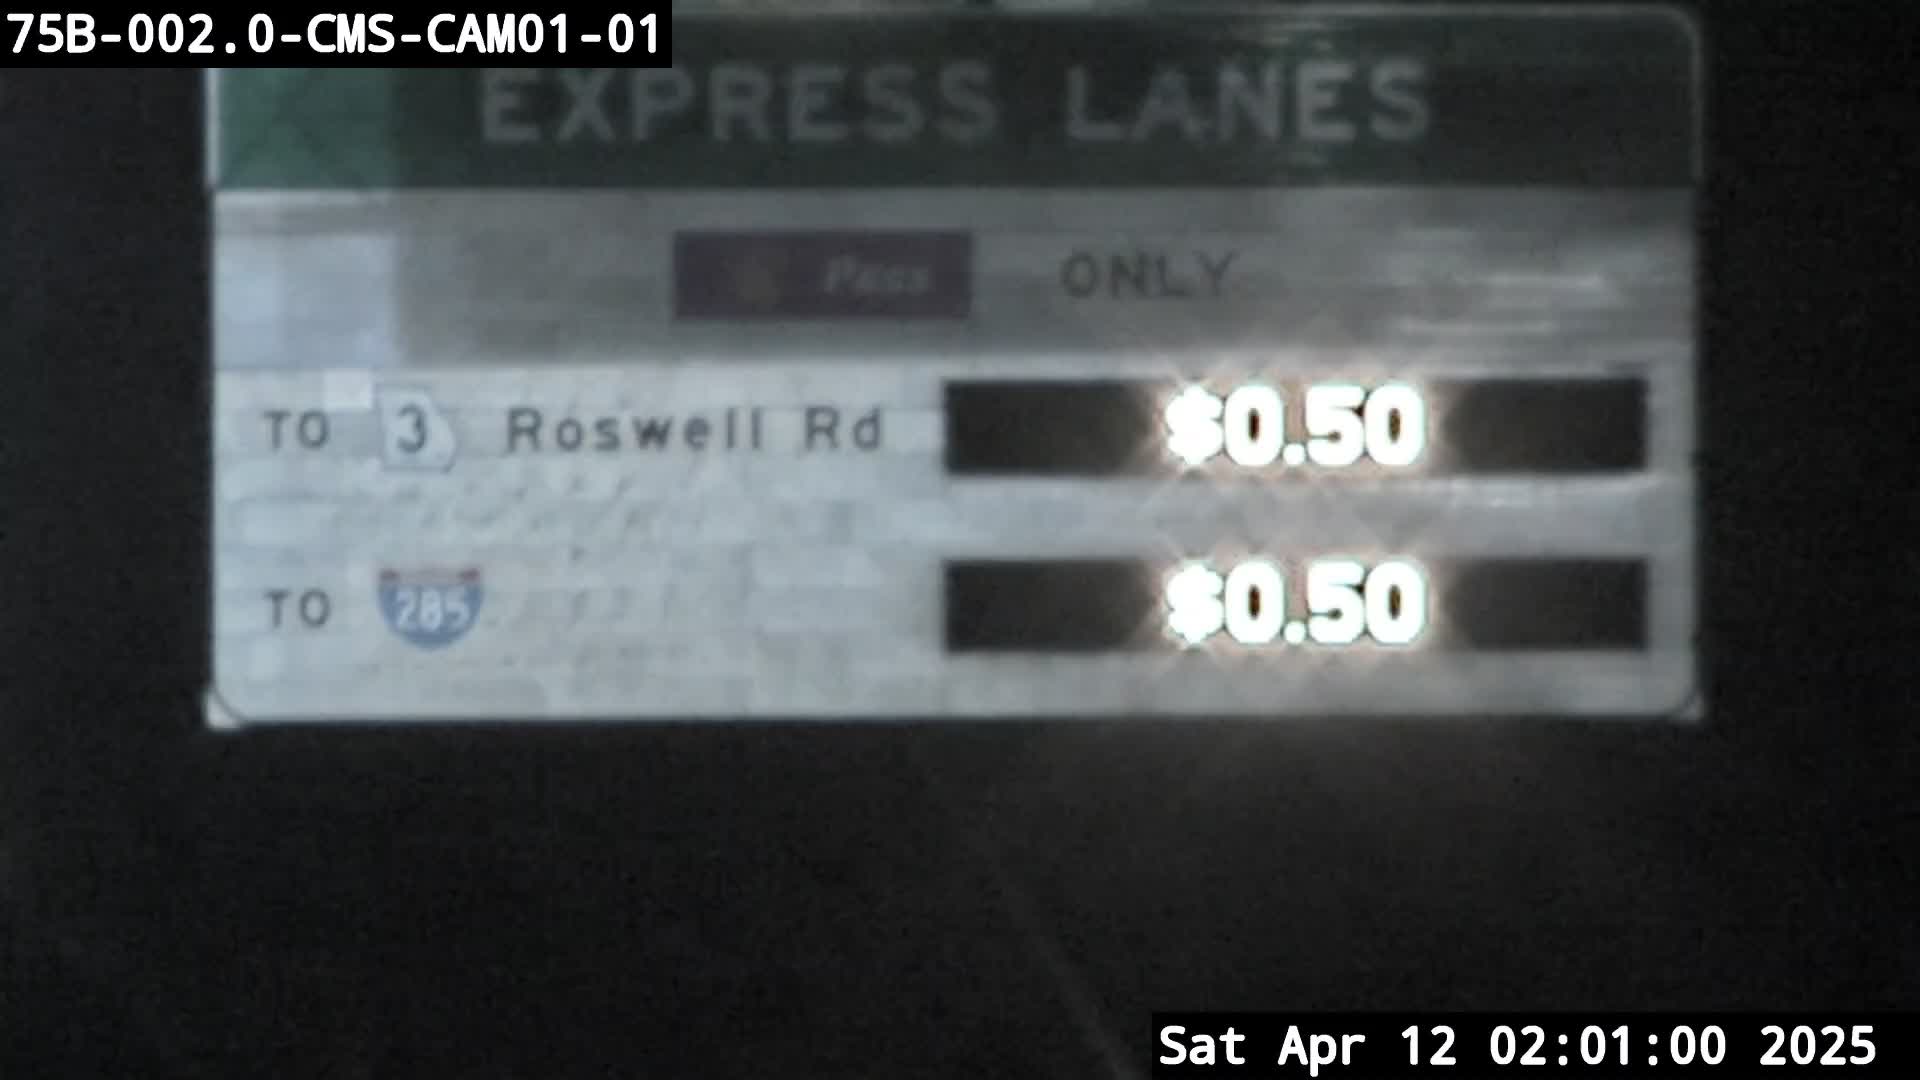 75B-002.0-CMS-CAM01-01
EXPRESS LANES
Pass ONLY
TO 3 Roswell Rd $0.50
TO 285 $0.50
Sat Apr 12 02:01:00 2025